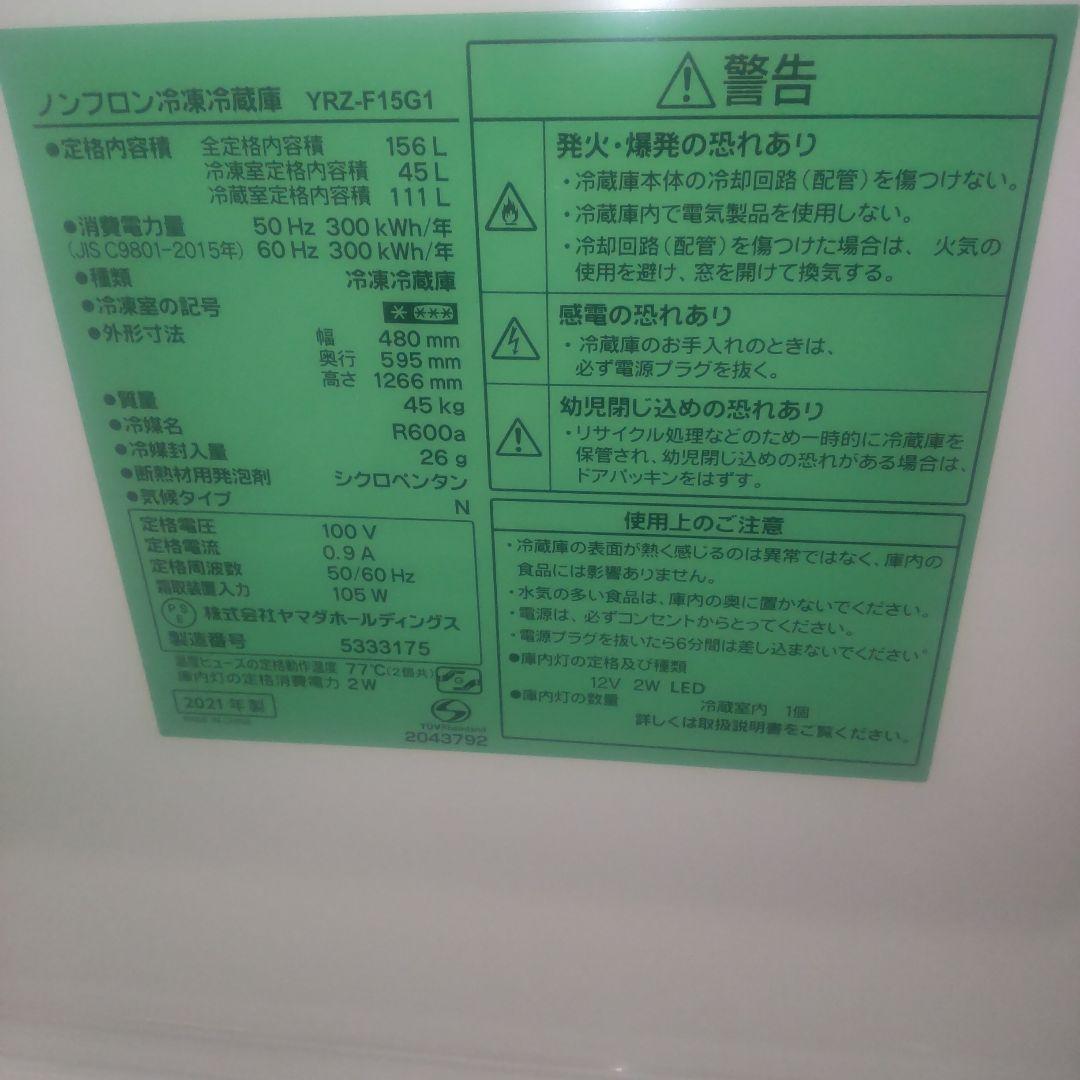 ノンフロン冷凍冷蔵庫 YRZ-F15G1
●定格内容積 全定格内容積 156 L
冷凍室定格内容積 45 L
冷蔵室定格内容積 111 L
●消費電力量 50 Hz 300 kWh/年
(JIS C9801-2015年) 60 Hz 300 kWh/年
●種類 冷凍冷蔵庫
●冷凍室の記号 * ***
●外形寸法 幅 480 mm
奥行 595 mm
高さ 1266 mm
●質量 45 kg
●冷媒名 R600a
●冷媒封入量 26 g
●断熱材用発泡剤 シクロペンタン
●気候タイプ N
定格電圧 100 V
定格電流 0.9 A
定格周波数 50/60 Hz
霜取装置入力 105 W
PSE 株式会社ヤマダホールディングス
製造番号 5333175
温度ヒューズの定格動作温度 77℃(2個共)
庫内灯の定格消費電力 2 W
2021 年製
MADE IN CHINA
TÜVRheinland
2043792
⚠警告
発火・爆発の恐れあり
・冷蔵庫本体の冷却回路(配管)を傷つけない。
・冷蔵庫内で電気製品を使用しない。
・冷却回路(配管)を傷つけた場合は、 火気の
使用を避け、窓を開けて換気する。
感電の恐れあり
・冷蔵庫のお手入れのときは、
必ず電源プラグを抜く。
幼児閉じ込めの恐れあり
・リサイクル処理などのため一時的に冷蔵庫を
保管され、幼児閉じ込めの恐れがある場合は、
ドアパッキンをはずす。
使用上のご注意
・冷蔵庫の表面が熱く感じるのは異常ではなく、庫内の
食品には影響ありません。
・水気の多い食品は、庫内の奥に置かないでください。
・電源は、必ずコンセントからとってください。
・電源プラグを抜いたら6分間は差し込まないでください。
●庫内灯の定格及び種類
12V 2W LED
●庫内灯の数量 冷蔵室内 1個
詳しくは取扱説明書をご覧ください。